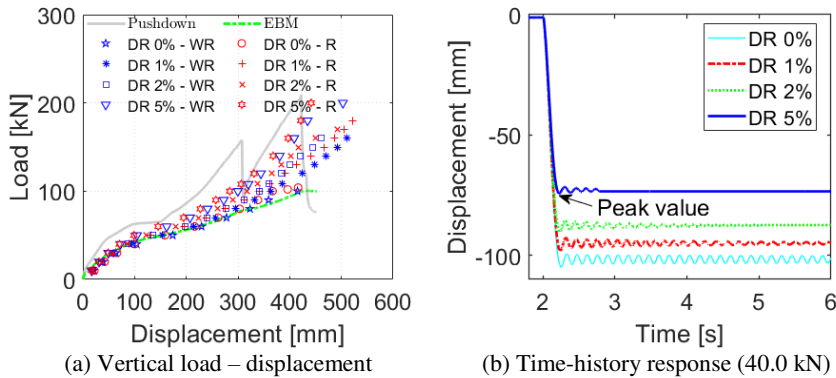 300
200
100
0
Load [kN]
Pushdown
EBM
DR 0% - WR
DR 0% - R
DR 1% - WR
DR 1% - R
DR 2% - WR
DR 2% - R
DR 5% - WR
DR 5% - R
0 100 200 300 400 500 600
Displacement [mm]
(a) Vertical load – displacement
0
-50
-100
Displacement [mm]
DR 0%
DR 1%
DR 2%
DR 5%
Peak value
2 3 4 5 6
Time [s]
(b) Time-history response (40.0 kN)